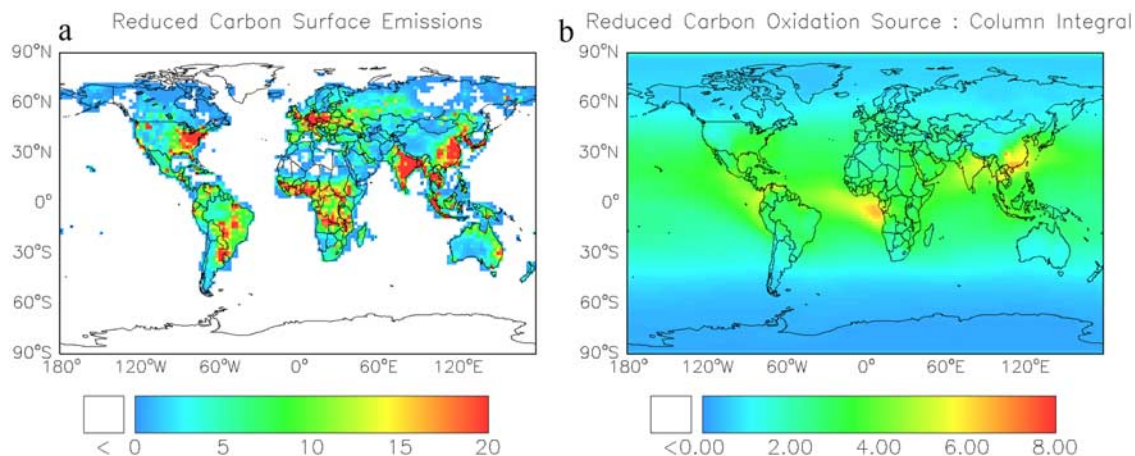 a Reduced Carbon Surface Emissions
90°N
60°N
30°N
0°
30°S
60°S
90°S
180°W 120°W 60°W 0° 60°E 120°E
< 0 5 10 15 20
b Reduced Carbon Oxidation Source : Column Integral
90°N
60°N
30°N
0°
30°S
60°S
90°S
180°W 120°W 60°W 0° 60°E 120°E
<0.00 2.00 4.00 6.00 8.00